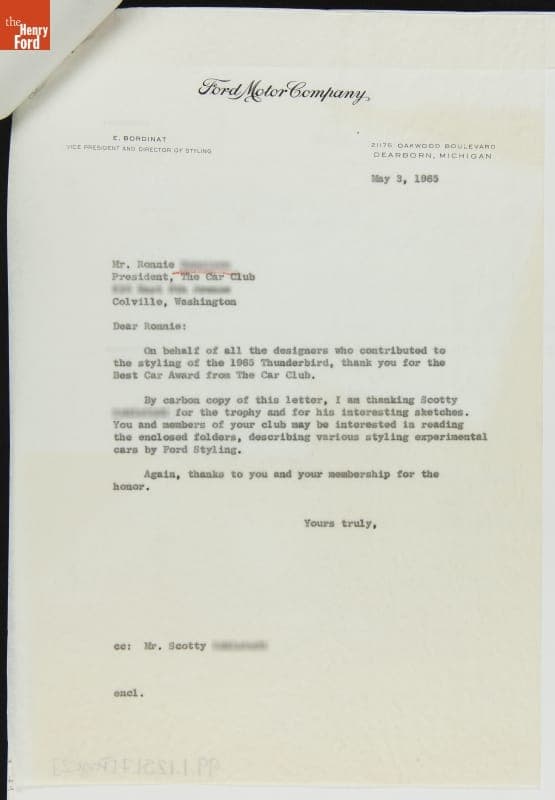 the
Henry
Ford
Ford Motor Company,
E. BORDINAT
VICE PRESIDENT AND DIRECTOR OF STYLING
21175 OAKWOOD BOULEVARD
DEARBORN, MICHIGAN
May 3, 1965
Mr. Ronnie
President, The Car Club
Colville, Washington
Dear Ronnie:
On behalf of all the designers who contributed to
the styling of the 1965 Thunderbird, thank you for the
Best Car Award from The Car Club.
By carbon copy of this letter, I am thanking Scotty
for the trophy and for his interesting sketches.
You and members of your club may be interested in reading
the enclosed folders, describing various styling experimental
cars by Ford Styling.
Again, thanks to you and your membership for the
honor.
Yours truly,
cc: Mr. Scotty
encl.